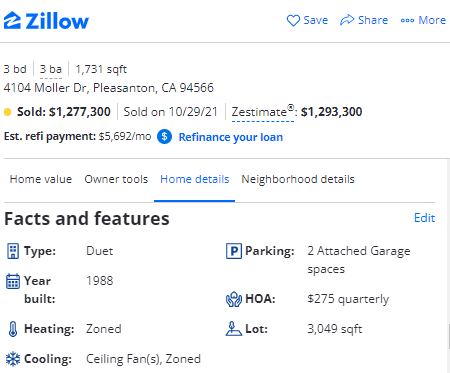 Zillow Save Share More
3 bd 3 ba 1,731 sqft
4104 Moller Dr, Pleasanton, CA 94566
Sold: $1,277,300 Sold on 10/29/21 Zestimate®: $1,293,300
Est. refi payment: $5,692/mo $ Refinance your loan
Home value Owner tools Home details Neighborhood details
Facts and features Edit
Type: Duet
Year built: 1988
Heating: Zoned
Cooling: Ceiling Fan(s), Zoned
P Parking: 2 Attached Garage
spaces
HOA: $275 quarterly
Lot: 3,049 sqft